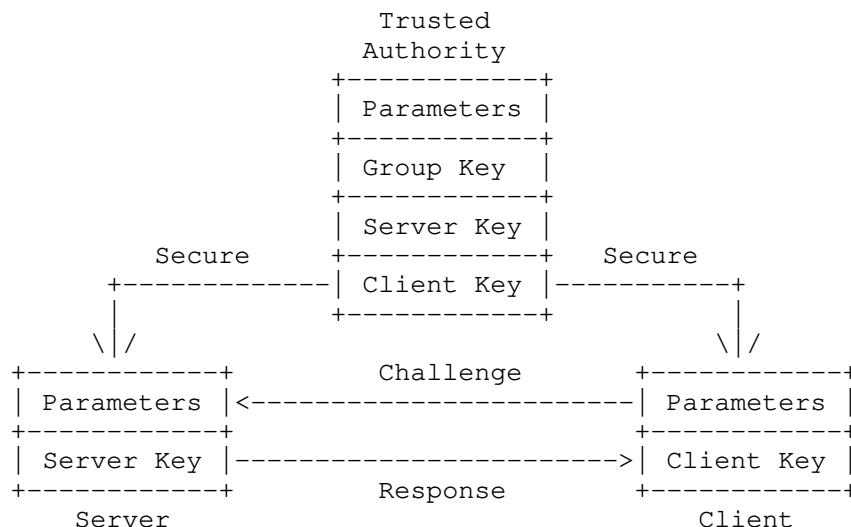 Trusted
Authority
Parameters
Group Key
Server Key
Secure Secure
Client Key
Challenge
Parameters Parameters
Server Key Client Key
Response
Server Client